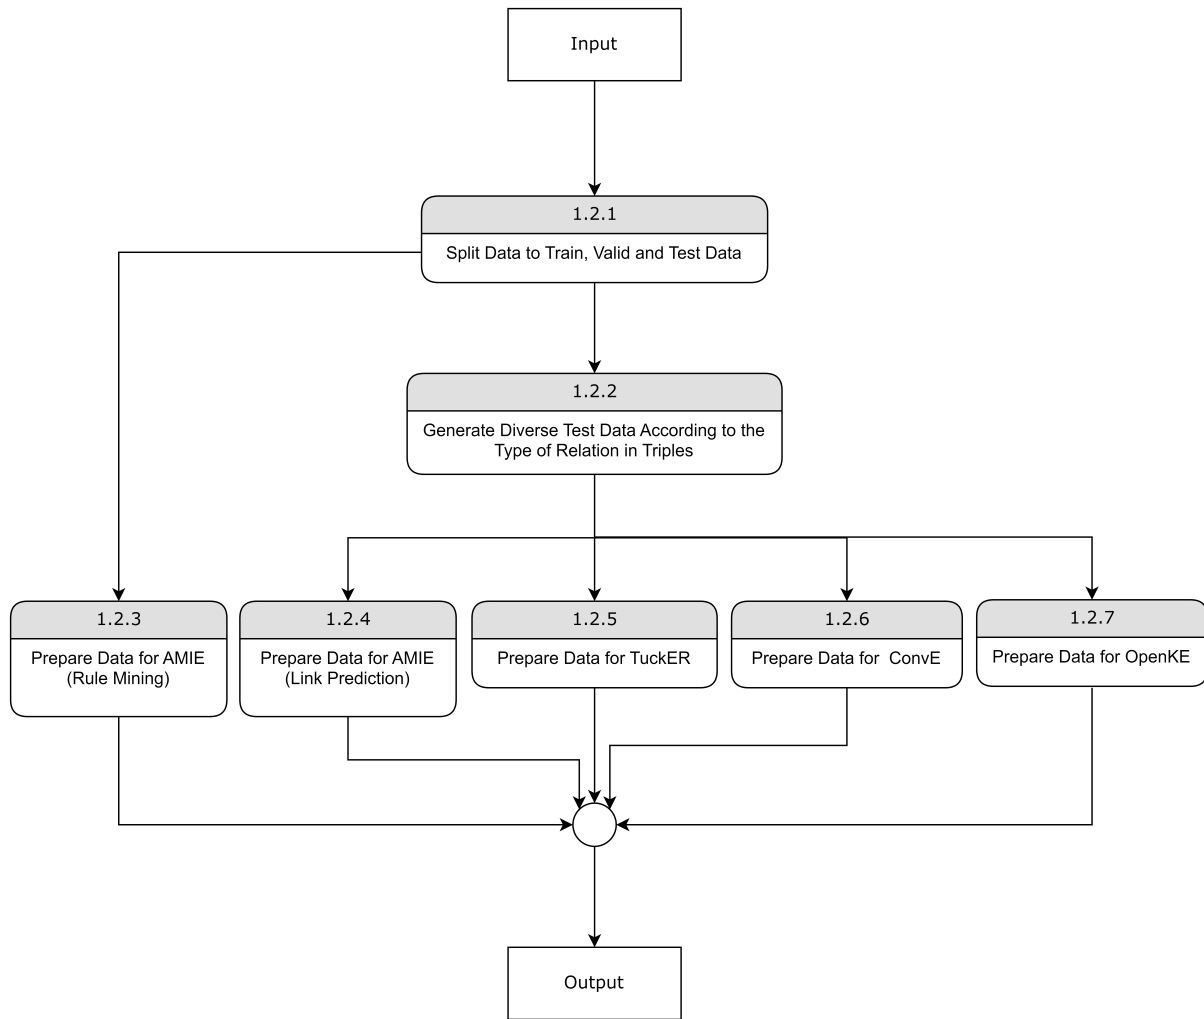 Input
1.2.1
Split Data to Train, Valid and Test Data
1.2.2
Generate Diverse Test Data According to the
Type of Relation in Triples
1.2.3
Prepare Data for AMIE
(Rule Mining)
1.2.4
Prepare Data for AMIE
(Link Prediction)
1.2.5
Prepare Data for TuckER
1.2.6
Prepare Data for  ConvE
1.2.7
Prepare Data for OpenKE
Output